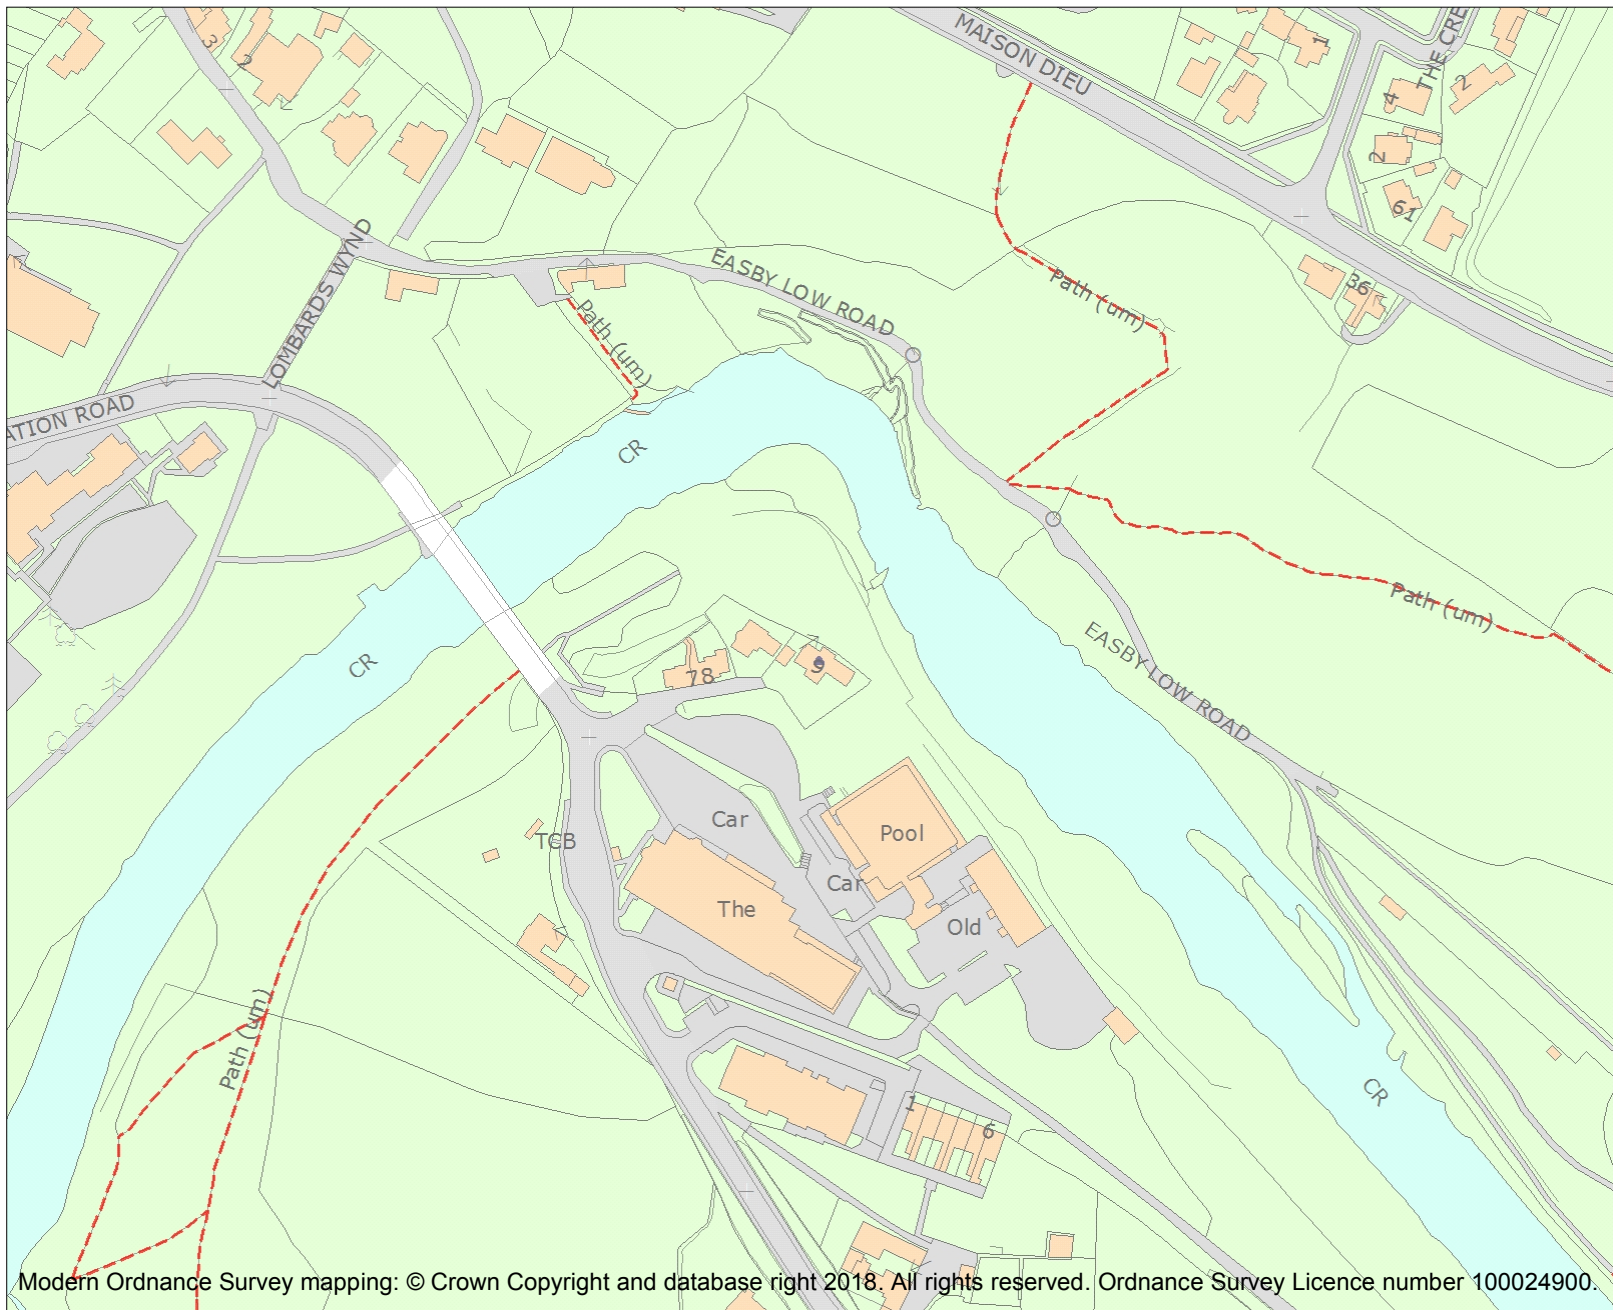 MAISON DIEU
THE CRE
1
3
2
2
4
2
61
36
LOMBARDS WYND
EASBY LOW ROAD
Path (um)
Path (um)
ATION ROAD
CR
Path (um)
EASBY LOW ROAD
CR
78
9
Car
Pool
TCB
Car
The
Old
Path (um)
CR
1
6
Modern Ordnance Survey mapping: © Crown Copyright and database right 2018. All rights reserved. Ordnance Survey Licence number 100024900.